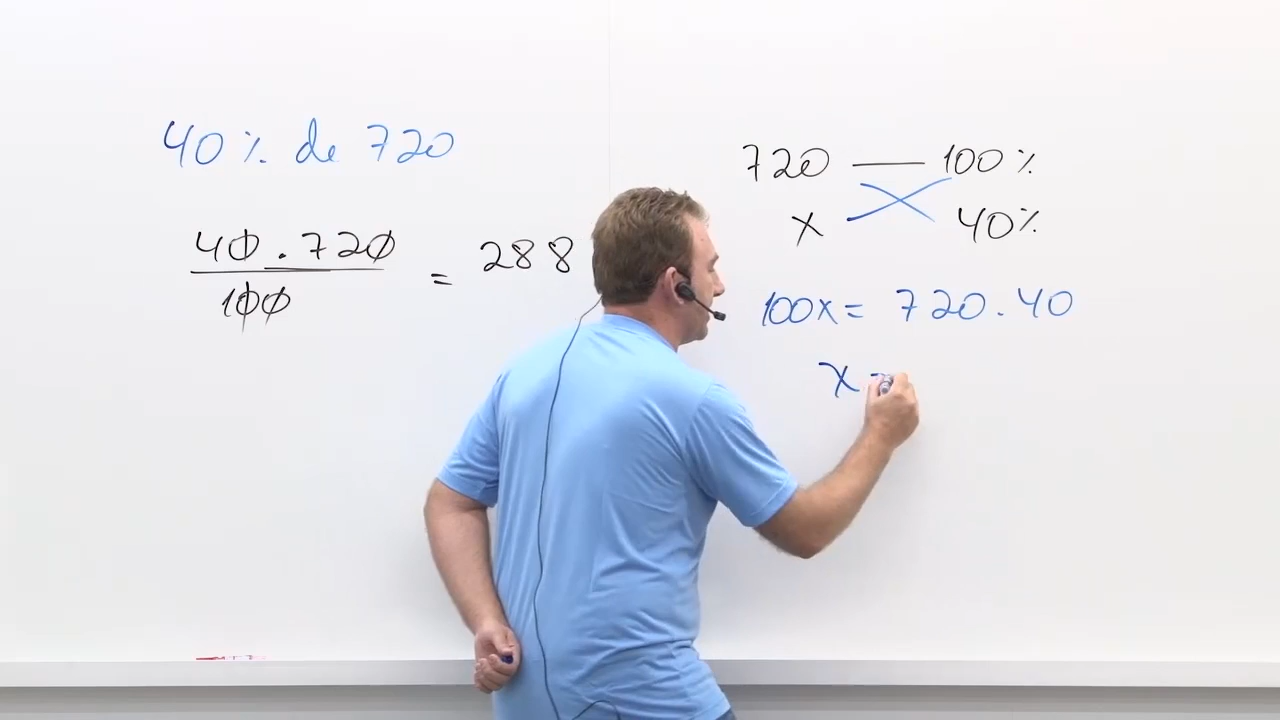 40% de 720
40 . 720
100
= 288
720 — 100%
x 40%
100x = 720 . 40
x =